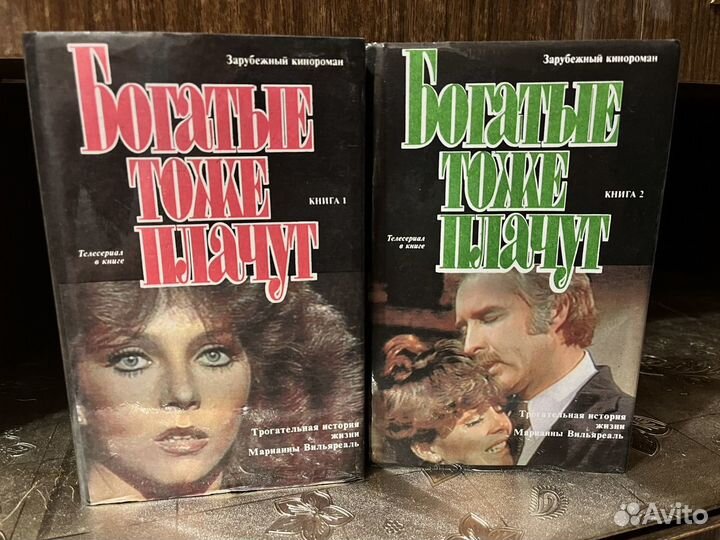 Зарубежный кинороман
Богатые
тоже
плачут
КНИГА 1
Телесериал
в книге
Трогательная история
жизни
Марианны Вильяреаль
Зарубежный кинороман
Богатые
тоже
плачут
КНИГА 2
Телесериал
в книге
Трогательная история
жизни
Марианны Вильяреаль
Avito